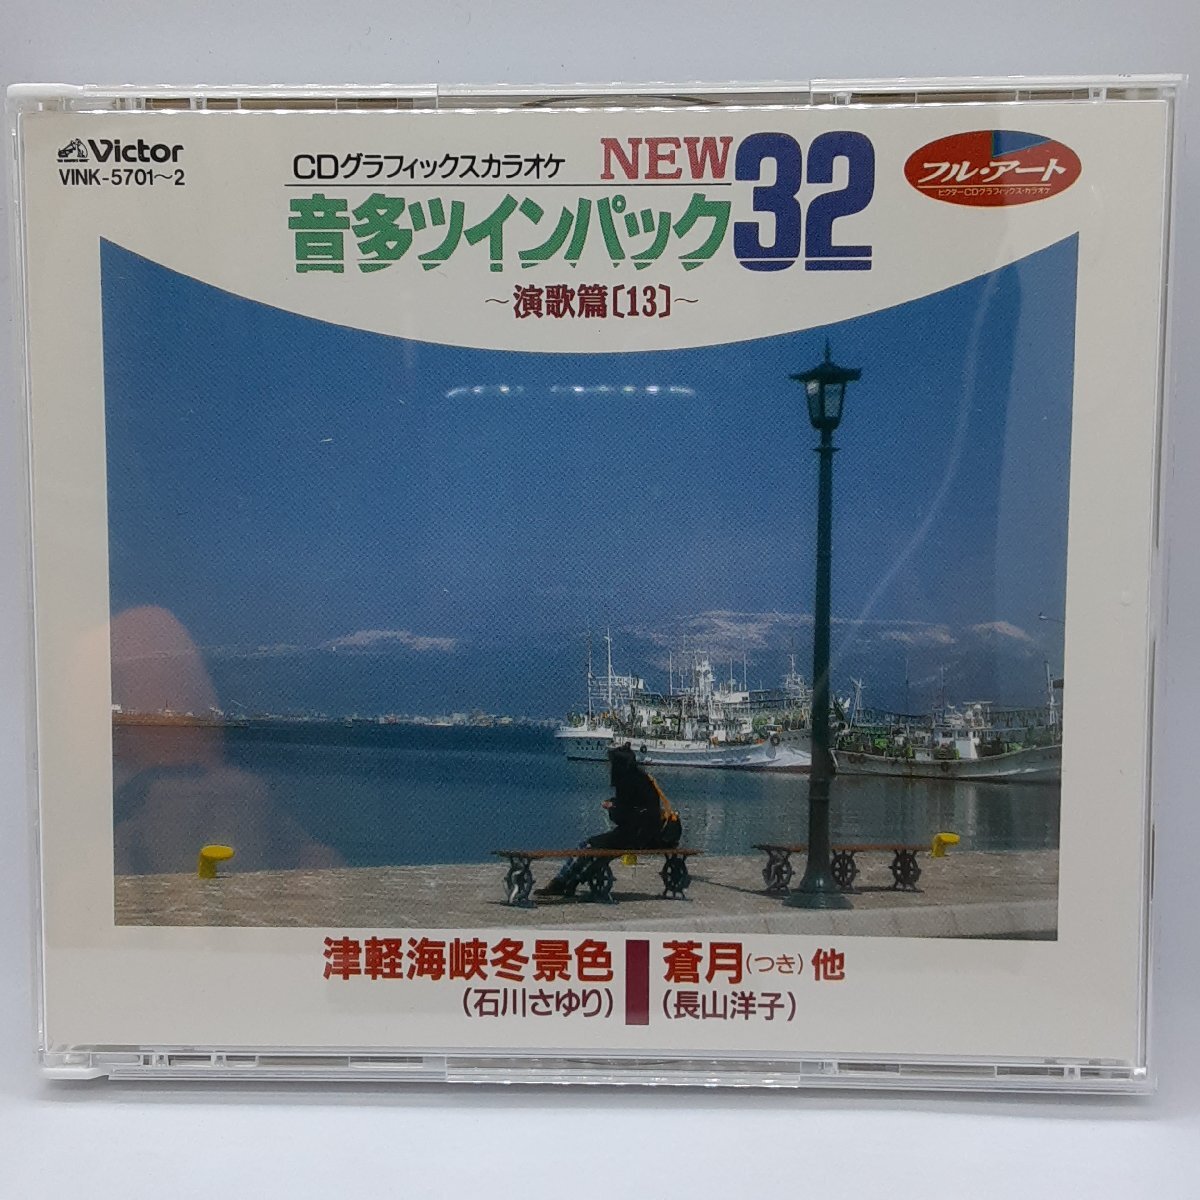 Victor
VINK-5701～2
CDグラフィックスカラオケ NEW
音多ツインパック32
～演歌篇〔13〕～
フル・アート
ビクターCDグラフィックス・カラオケ
津軽海峡冬景色
(石川さゆり)
蒼月(つき)他
(長山洋子)